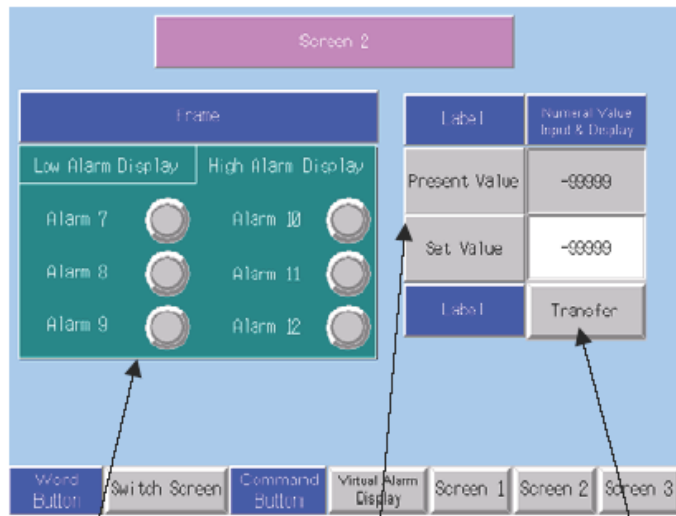 Screen 2
Frame
Low Alarm Display
High Alarm Display
Alarm 7
Alarm 10
Alarm 8
Alarm 11
Alarm 9
Alarm 12
Label
Numeral Value
Input & Display
Present Value
-99999
Set Value
-99999
Label
Transfer
Word
Button
Switch Screen
Command
Button
Virtual Alarm
Display
Screen 1
Screen 2
Screen 3